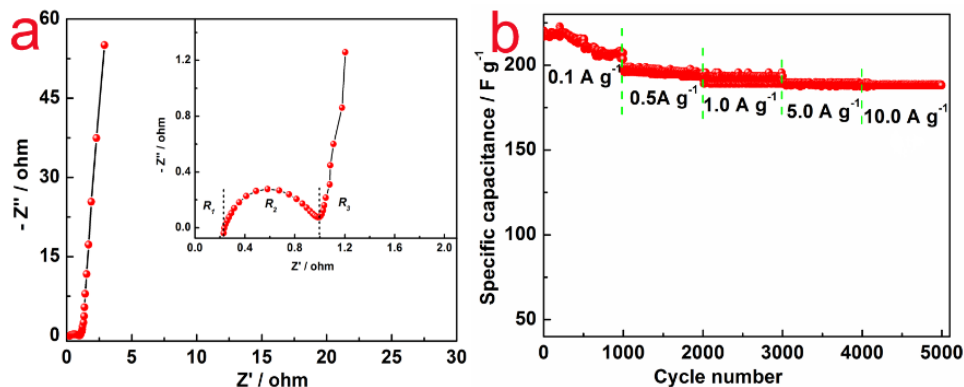 a
60
45
30
15
0
- Z'' / ohm
0 5 10 15 20 25 30
Z' / ohm
- Z'' / ohm
1.2
0.8
0.4
0.0
R1 R2 R3
0.0 0.4 0.8 1.2 1.6 2.0
Z' / ohm
b
Specific capacitance / F g-1
200
150
100
50
0.1 A g-1
0.5A g-1
1.0 A g-1
5.0 A g-1
10.0 A g-1
0 1000 2000 3000 4000 5000
Cycle number